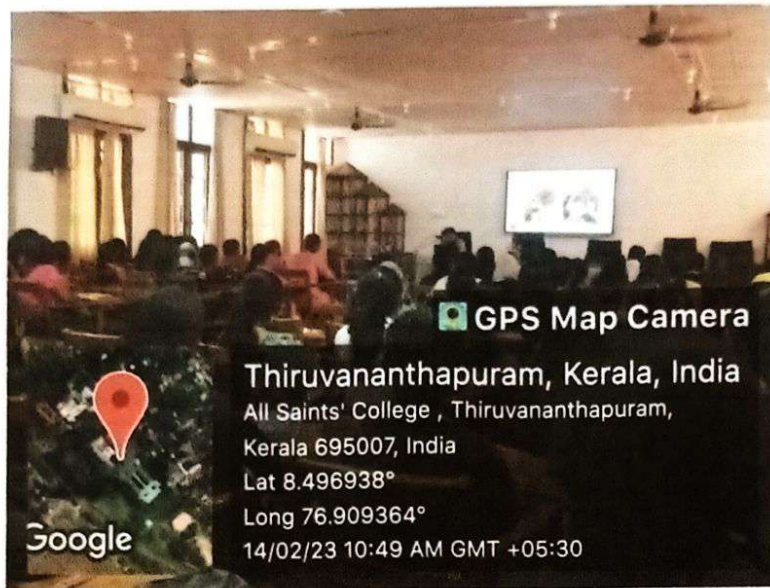 GPS Map Camera
Thiruvananthapuram, Kerala, India
All Saints' College , Thiruvananthapuram,
Kerala 695007, India
Lat 8.496938°
Long 76.909364°
14/02/23 10:49 AM GMT +05:30
Google